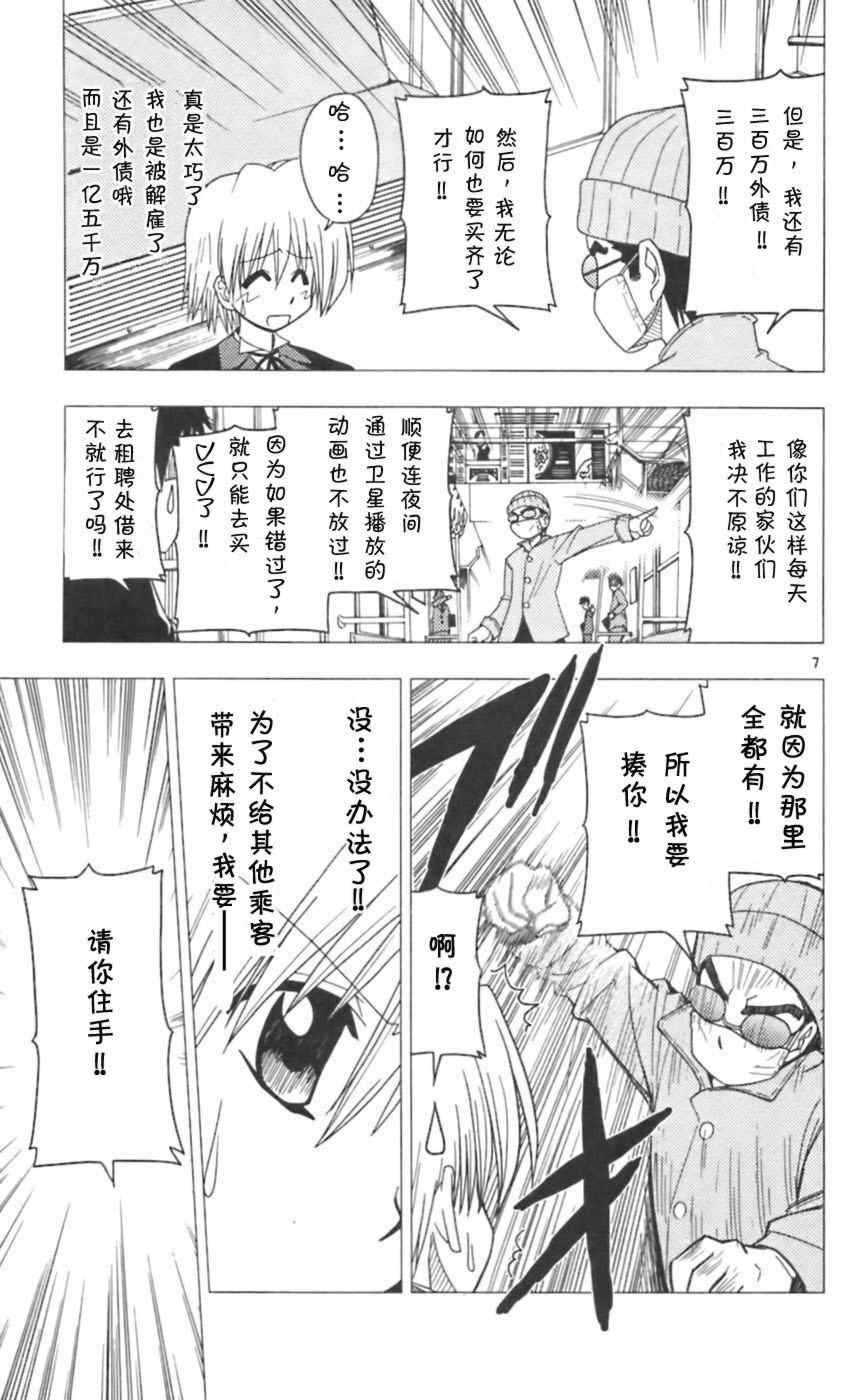 但是，我还有
三百万外债!!
三百万!!
然后，我无论
如何也要买齐了
才行!!
哈…哈…
真是太巧了
我也是被解雇了
还有外债哦
而且是一亿五千万
像你们这样每天
工作的家伙们
我决不原谅!!
顺便连夜间
通过卫星播放的
动画也不放过!!
因为如果错过了，
就只能去买
DVD了!!
去租聘处借来
不就行了吗!!
7
就因为那里
全都有!!
所以我要
揍你!!
啊!?
没…没办法了!!
为了不给其他乘客
带来麻烦，我要——
请你住手!!